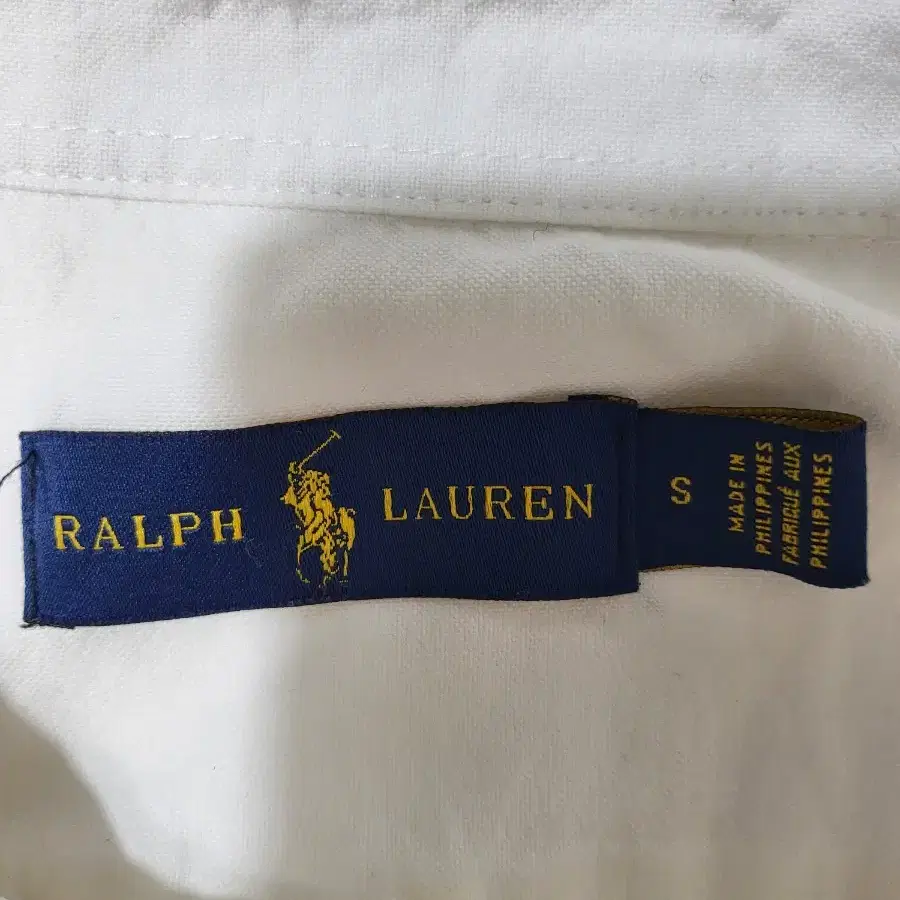 RALPH LAUREN
S
MADE IN
PHILIPPINES
FABRIQUÉ AUX
PHILIPPINES